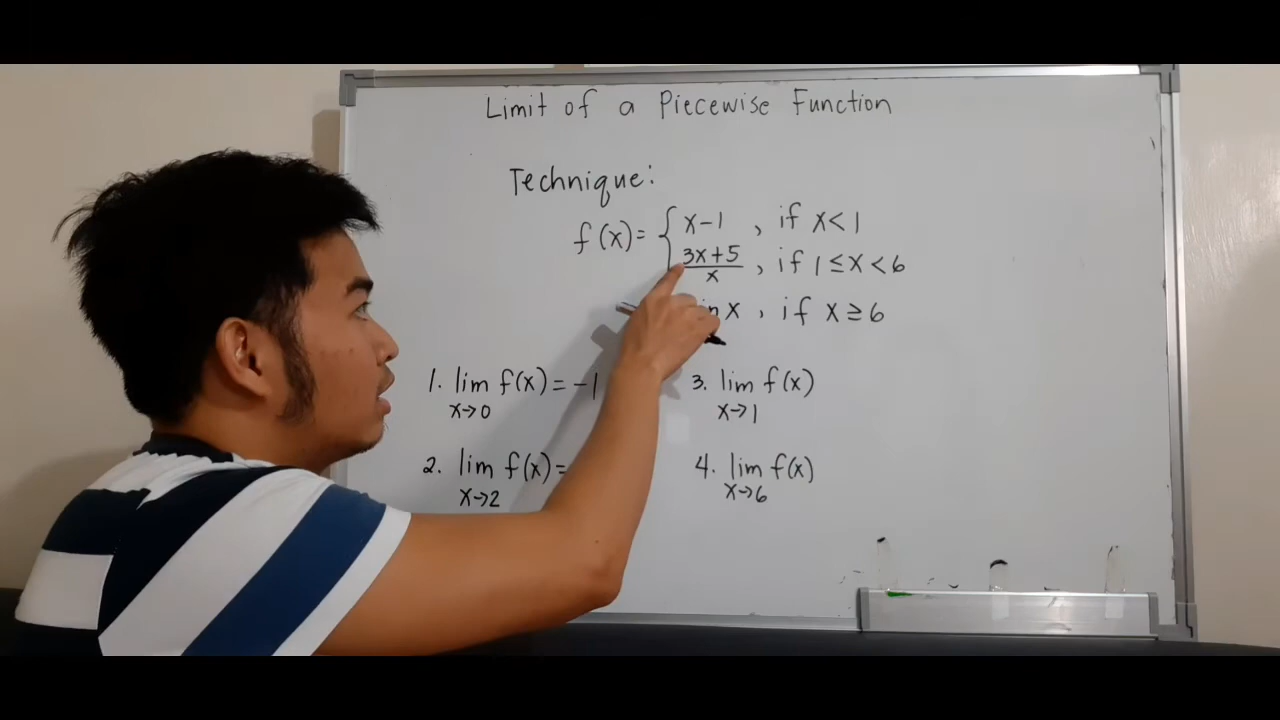 Limit of a Piecewise Function
Technique:
f(x) = { x-1 , if x<1
3x+5/x , if 1≤x<6
x , if x≥6
1. lim f(x) = -1
x→0
2. lim f(x) =
x→2
3. lim f(x)
x→1
4. lim f(x)
x→6